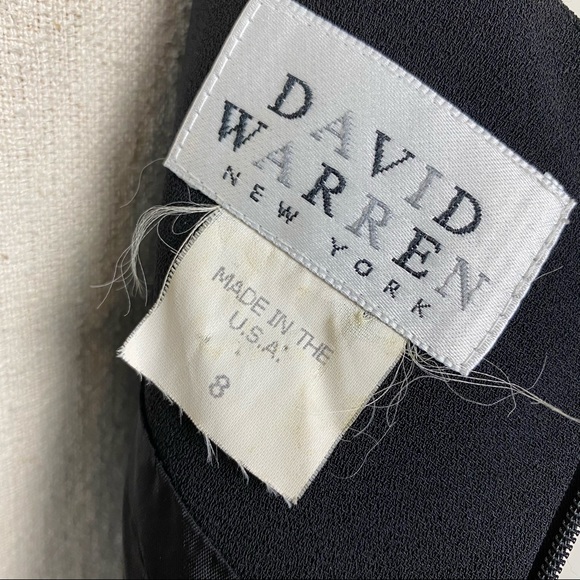 DAVID
WARREN
NEW YORK
MADE IN THE
U.S.A.
8